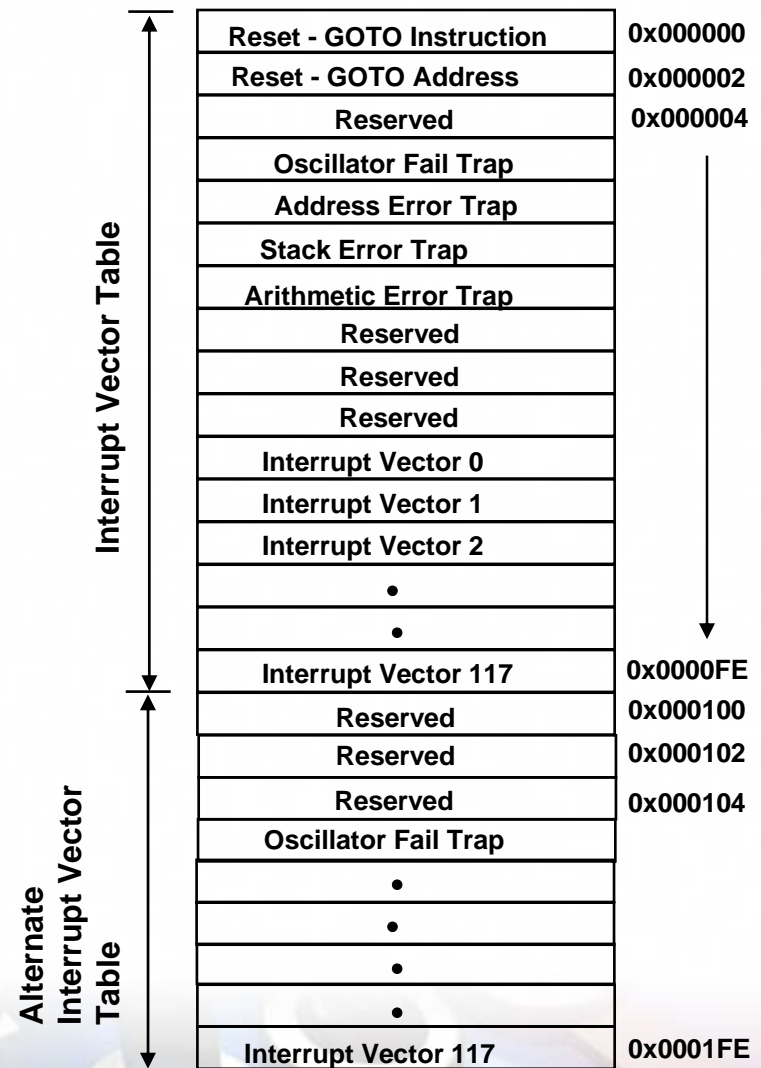 Reset - GOTO Instruction 0x000000
Reset - GOTO Address 0x000002
Reserved 0x000004
Oscillator Fail Trap
Address Error Trap
Stack Error Trap
Arithmetic Error Trap
Reserved
Reserved
Reserved
Interrupt Vector 0
Interrupt Vector 1
Interrupt Vector 2
•
•
Interrupt Vector 117 0x0000FE
Interrupt Vector Table
Reserved 0x000100
Reserved 0x000102
Reserved 0x000104
Oscillator Fail Trap
•
•
•
•
Interrupt Vector 117 0x0001FE
Alternate
Interrupt Vector
Table